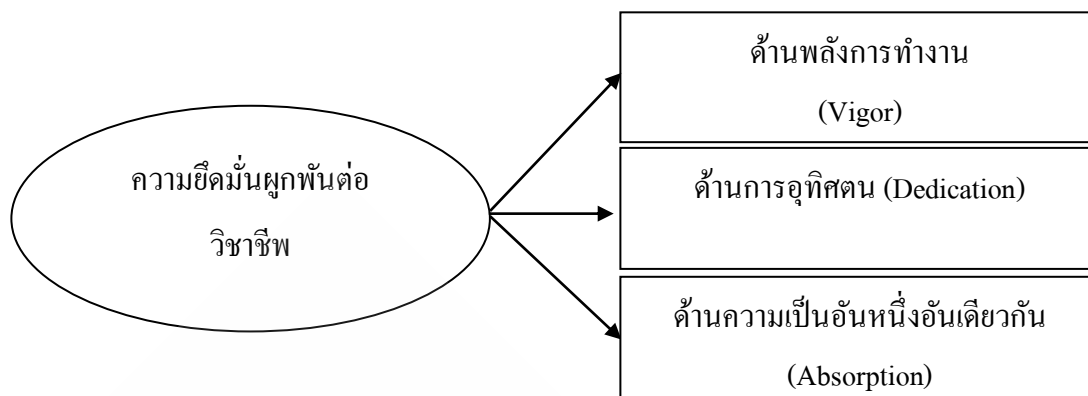 ความยึดมั่นผูกพันต่อ
วิชาชีพ
ด้านพลังการทำงาน
(Vigor)
ด้านการอุทิศตน (Dedication)
ด้านความเป็นอันหนึ่งอันเดียวกัน
(Absorption)